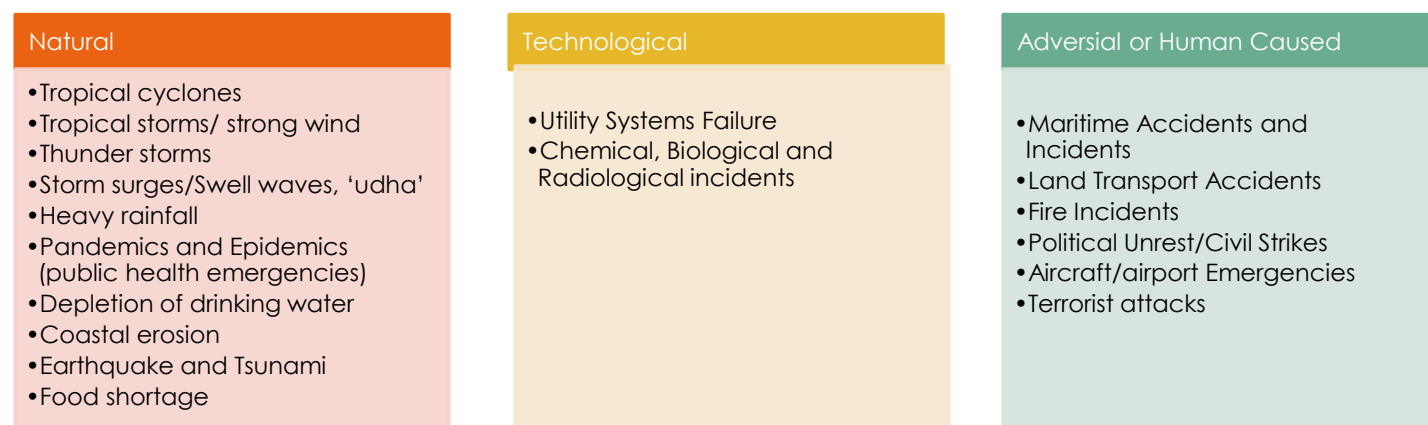 Natural
•Tropical cyclones
•Tropical storms/ strong wind
•Thunder storms
•Storm surges/Swell waves, ‘udha’
•Heavy rainfall
•Pandemics and Epidemics
(public health emergencies)
•Depletion of drinking water
•Coastal erosion
•Earthquake and Tsunami
•Food shortage
Technological
•Utility Systems Failure
•Chemical, Biological and
Radiological incidents
Adversial or Human Caused
•Maritime Accidents and
Incidents
•Land Transport Accidents
•Fire Incidents
•Political Unrest/Civil Strikes
•Aircraft/airport Emergencies
•Terrorist attacks